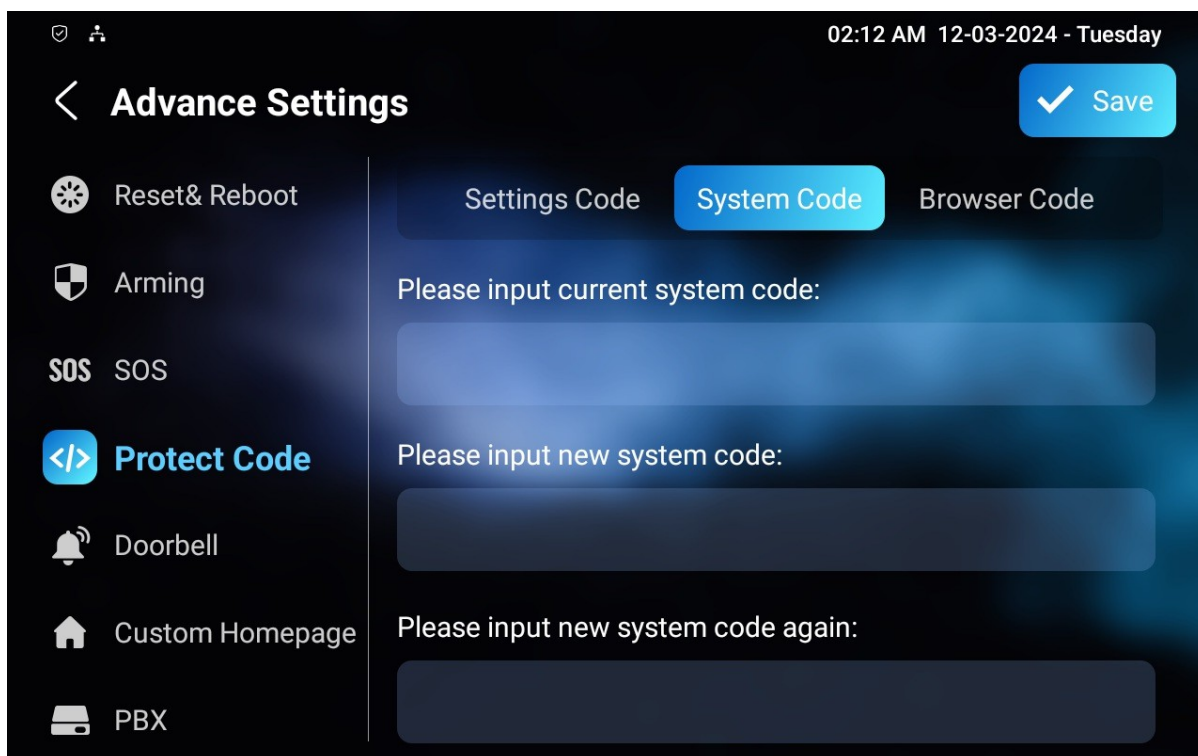 02:12 AM 12-03-2024 - Tuesday
Advance Settings
Save
Reset& Reboot
Arming
SOS SOS
Protect Code
Doorbell
Custom Homepage
PBX
Settings Code
System Code
Browser Code
Please input current system code:
Please input new system code:
Please input new system code again: